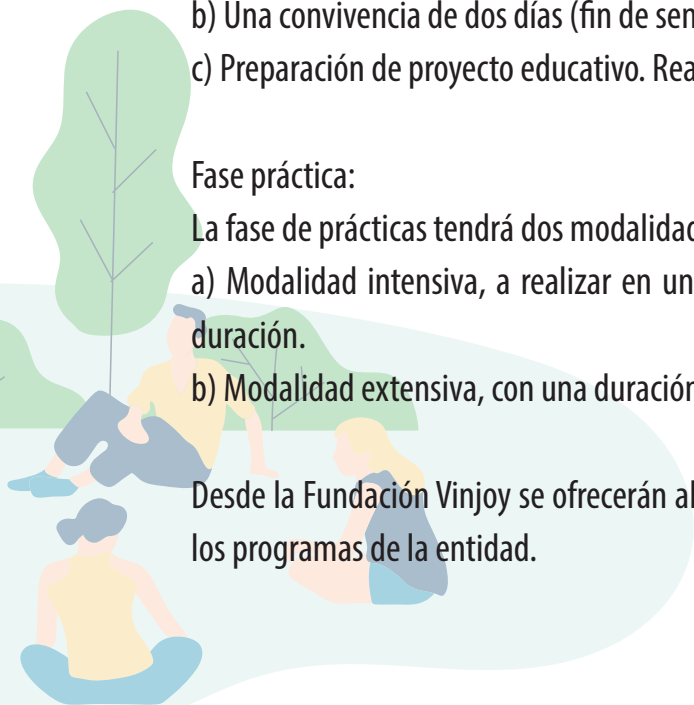 b) Una convivencia de dos días (fin de sen
c) Preparación de proyecto educativo. Rea
Fase práctica:
La fase de prácticas tendrá dos modalidad
a) Modalidad intensiva, a realizar en un
duración.
b) Modalidad extensiva, con una duración
Desde la Fundación Vinjoy se ofrecerán al
los programas de la entidad.